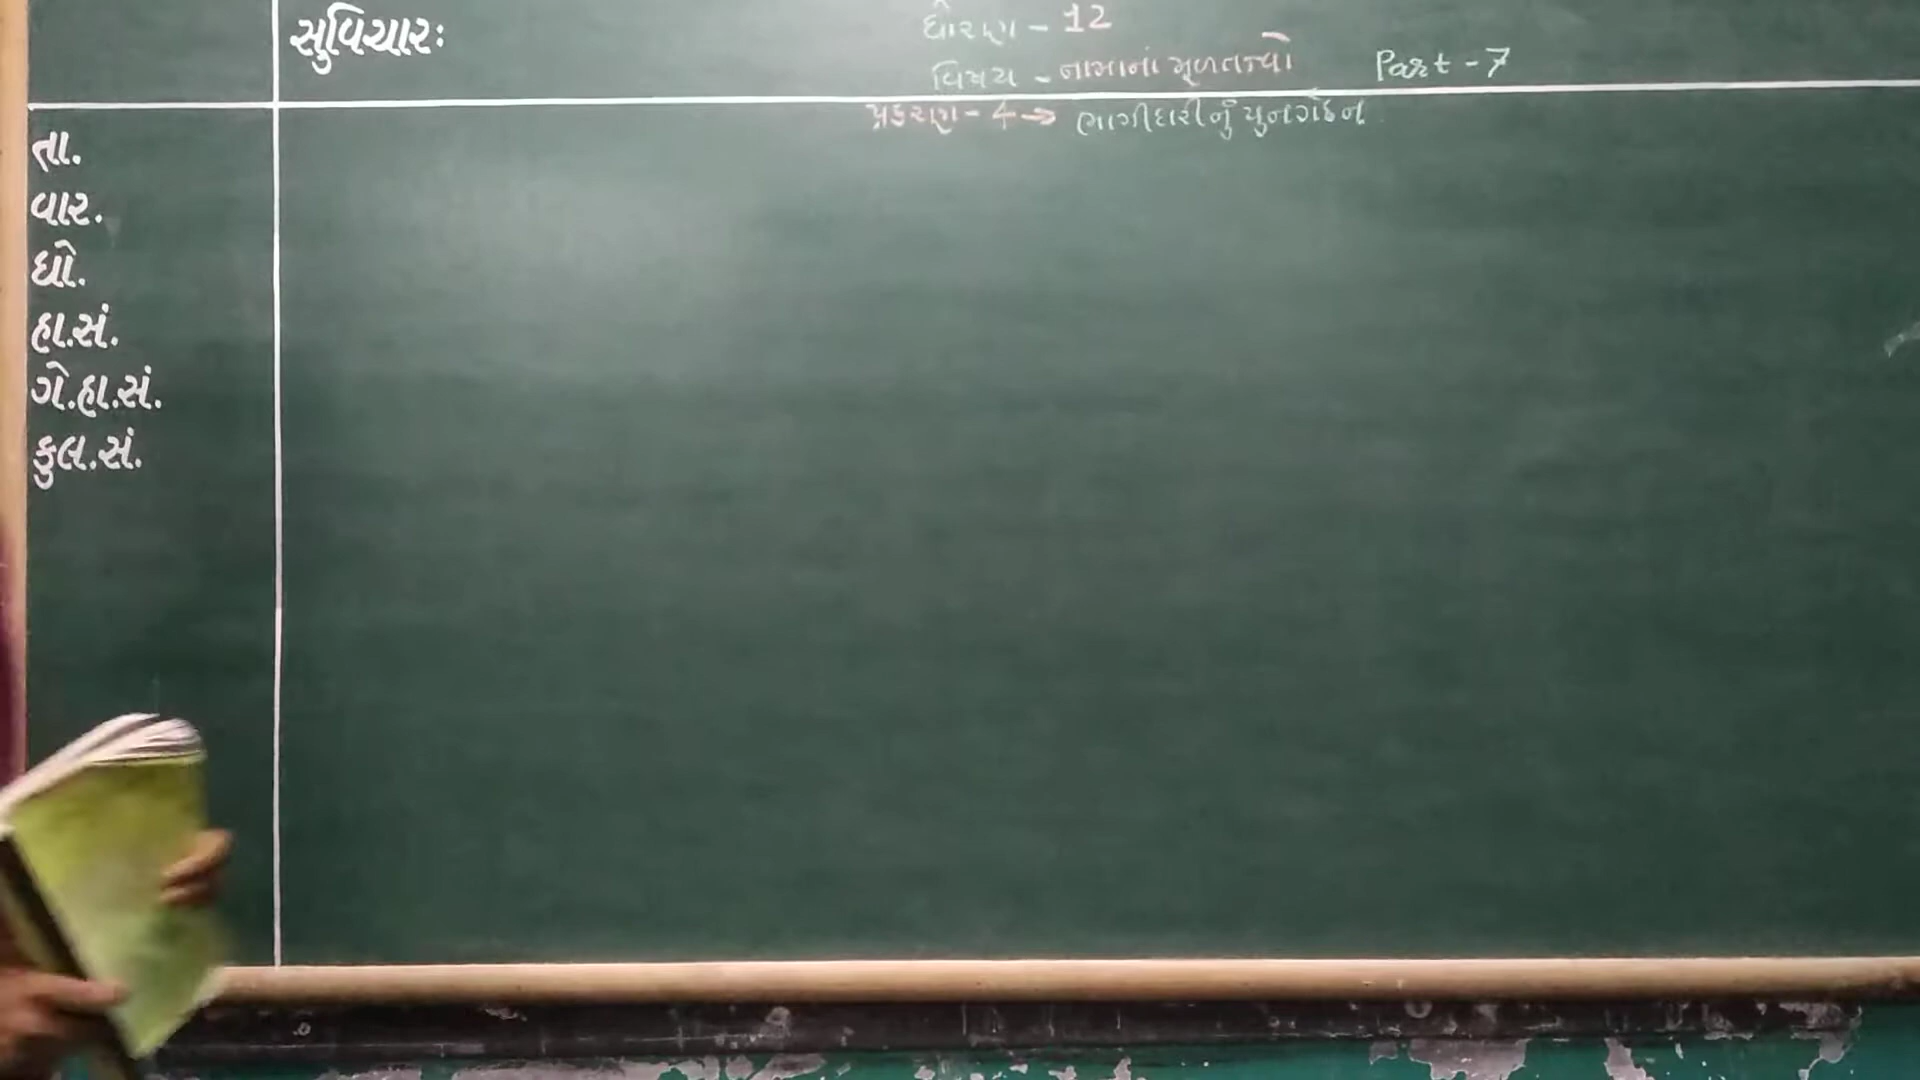 સુવિચારઃ
ધોરણ - 12
વિષય - નામાનાં મૂળતત્ત્વો Part - 7
પ્રકરણ - 4 → ભાગીદારીનું પુનર્ગઠન
તા.
વાર.
ધો.
હા.સં.
ગે.હા.સં.
કુલ.સં.